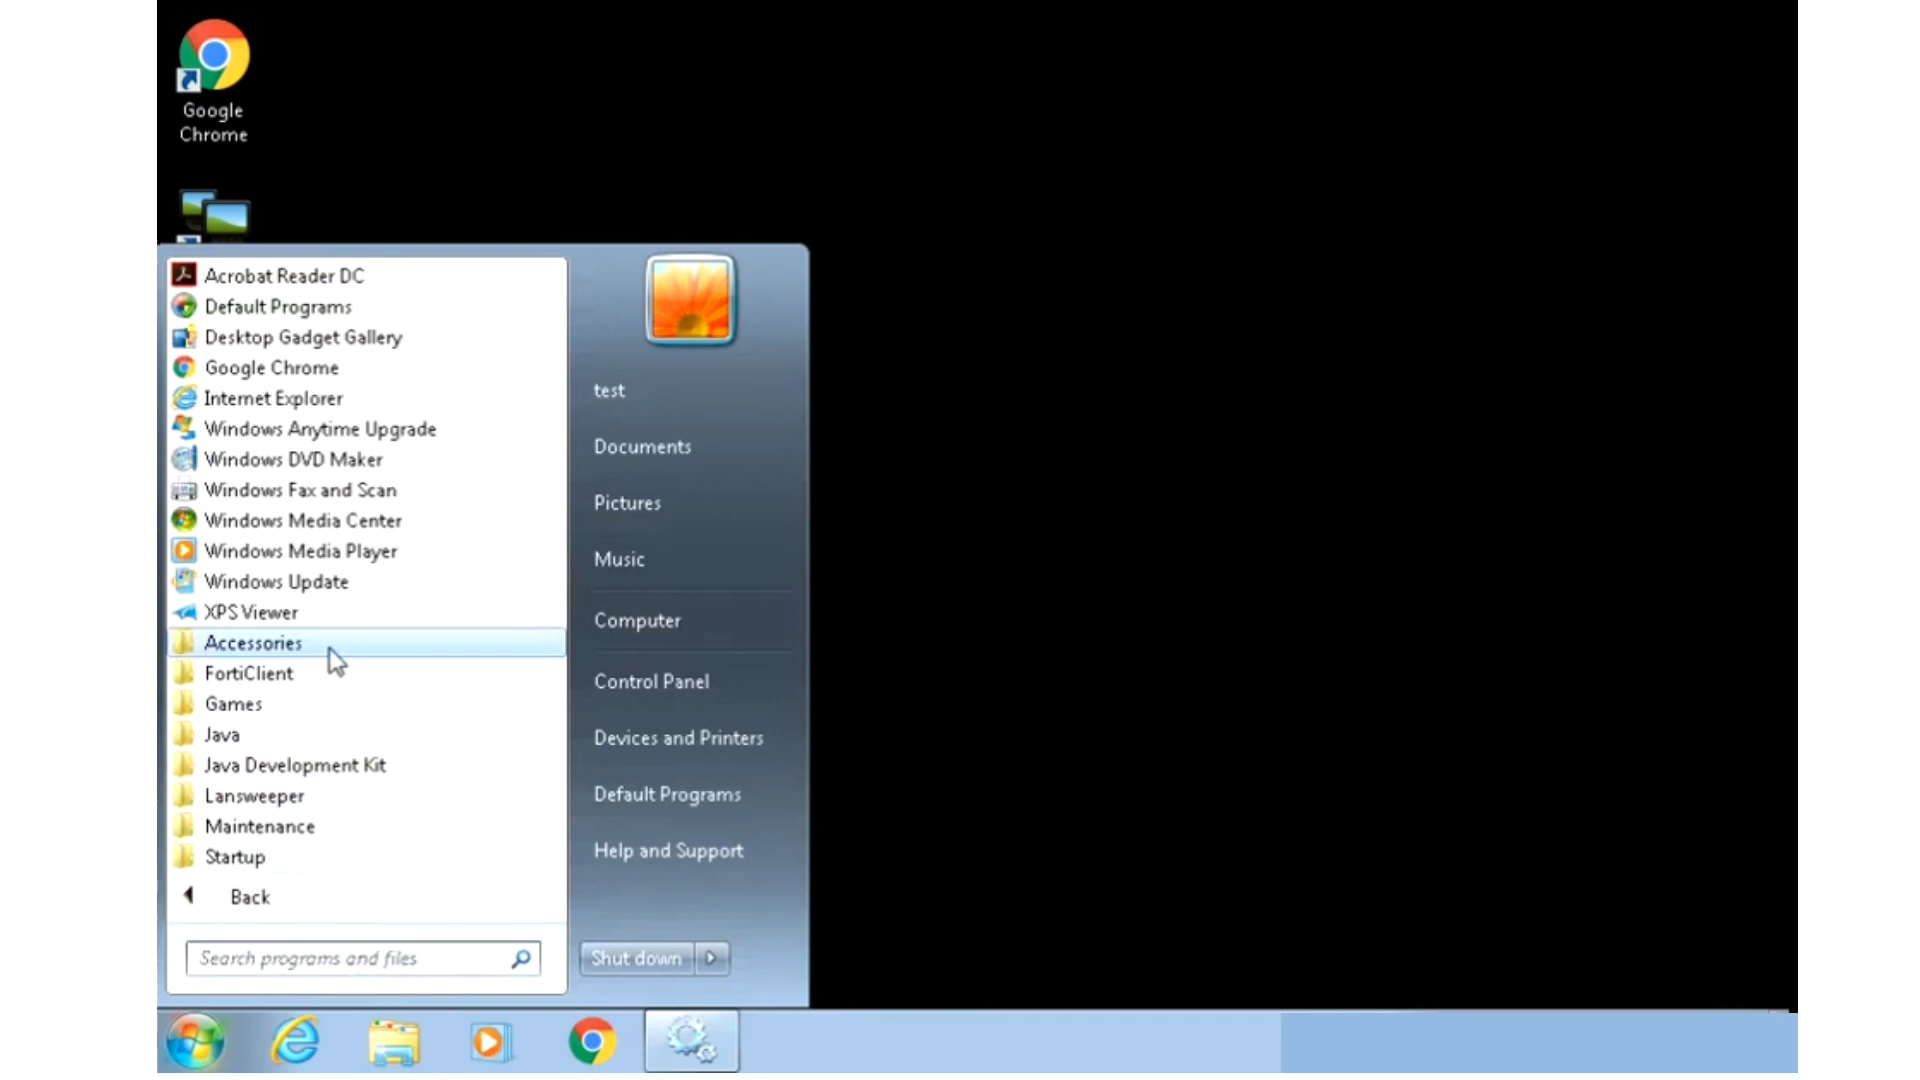 Google
Chrome
Acrobat Reader DC
Default Programs
Desktop Gadget Gallery
Google Chrome
Internet Explorer
Windows Anytime Upgrade
Windows DVD Maker
Windows Fax and Scan
Windows Media Center
Windows Media Player
Windows Update
XPS Viewer
Accessories
FortiClient
Games
Java
Java Development Kit
Lansweeper
Maintenance
Startup
Back
Search programs and files
test
Documents
Pictures
Music
Computer
Control Panel
Devices and Printers
Default Programs
Help and Support
Shut down